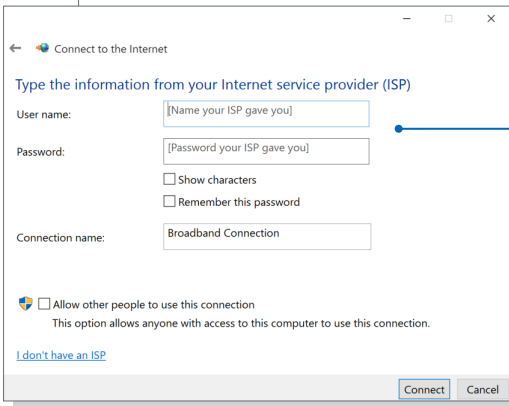 Connect to the Internet
Type the information from your Internet service provider (ISP)
User name:
[Name your ISP gave you]
Password:
[Password your ISP gave you]
Show characters
Remember this password
Connection name:
Broadband Connection
Allow other people to use this connection
This option allows anyone with access to this computer to use this connection.
I don't have an ISP
Connect
Cancel